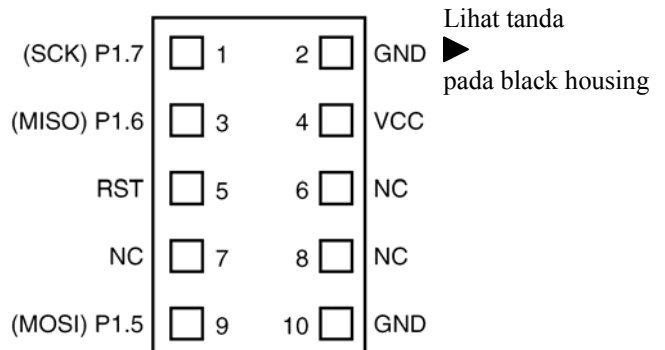 Lihat tanda
(SCK) P1.7 1 2 GND
pada black housing
(MISO) P1.6 3 4 VCC
RST 5 6 NC
NC 7 8 NC
(MOSI) P1.5 9 10 GND